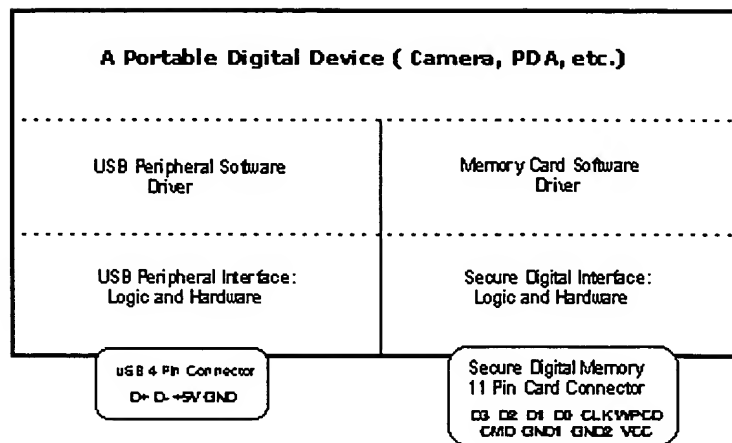 A Portable Digital Device ( Camera, PDA, etc.)
USB Peripheral Software
Driver
Memory Card Software
Driver
USB Peripheral Interface:
Logic and Hardware
Secure Digital Interface:
Logic and Hardware
USB 4 Pin Connector
D+ D- +5V GND
Secure Digital Memory
11 Pin Card Connector
D3 D2 D1 D0 CLK WP CD
CMD GND1 GND2 VCC